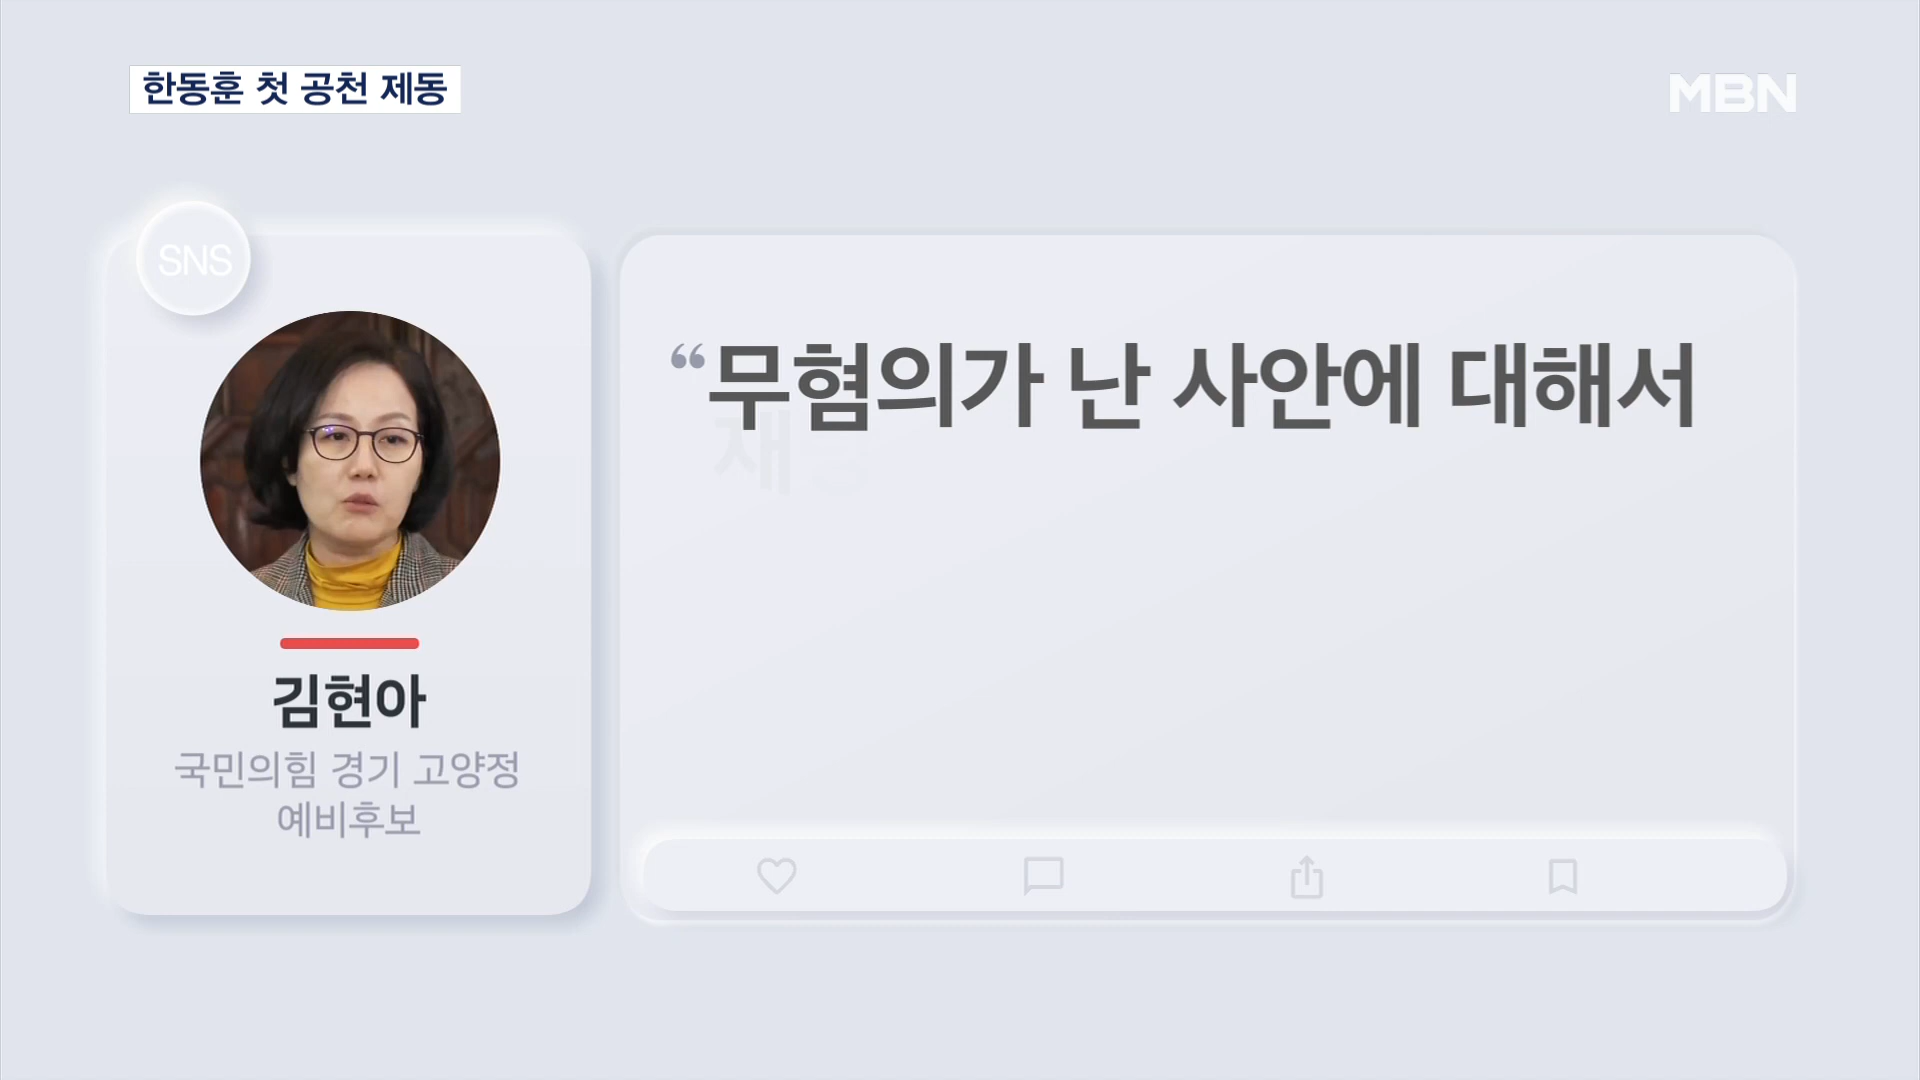 한동훈 첫 공천 제동
MBN
SNS
“무혐의가 난 사안에 대해서
재
김현아
국민의힘 경기 고양정
예비후보